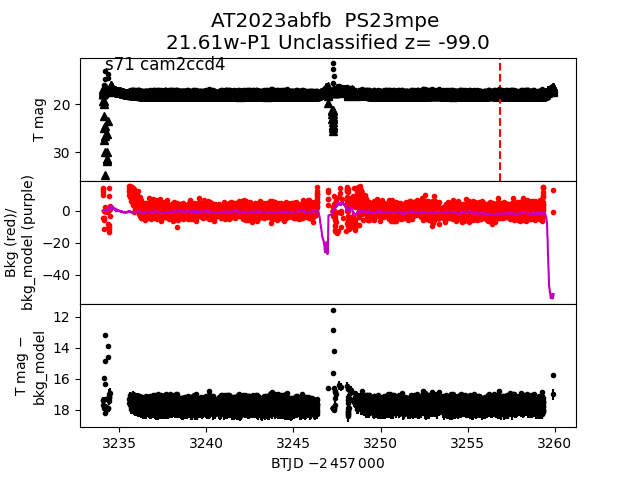 AT2023abfb  PS23mpe
21.61w-P1 Unclassified z= -99.0
s71 cam2ccd4
T mag
20
30
Bkg (red)/
bkg_model (purple)
0
−20
−40
T mag −
bkg_model
12
14
16
18
3235
3240
3245
3250
3255
3260
BTJD −2 457 000